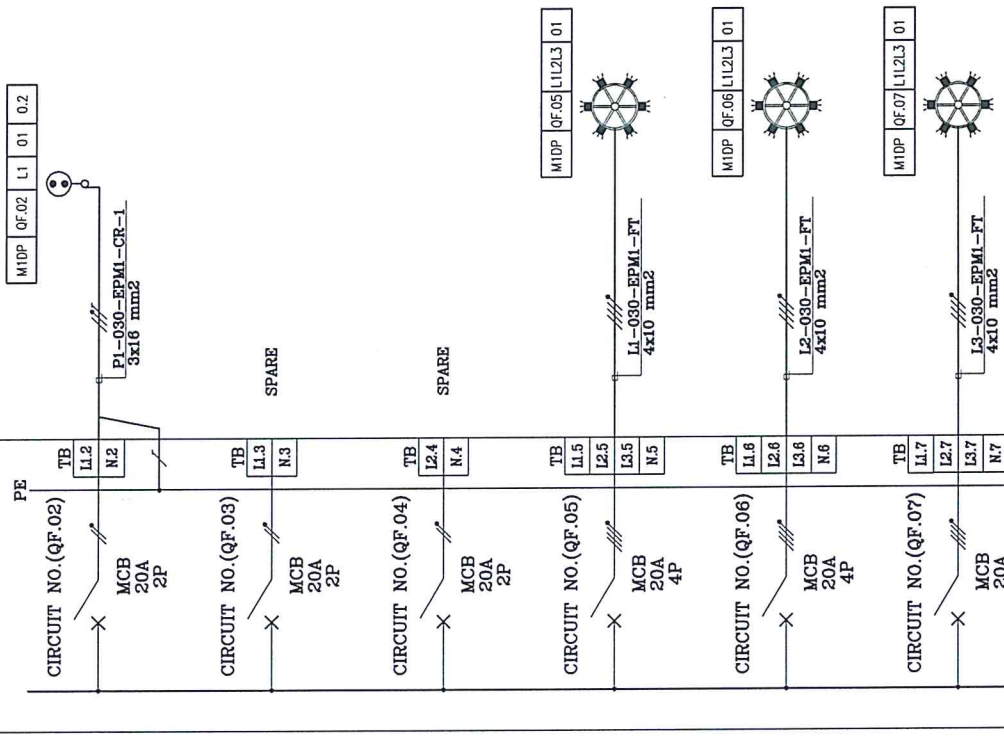 M1DP QF.02 L1 01 0.2
PE
CIRCUIT NO.(QF.02)
MCB
20A
2P
TB
L1.2
N.2
P1-030-EPM1-CR-1
3x16 mm2
CIRCUIT NO.(QF.03)
MCB
20A
2P
TB
L1.3
N.3
SPARE
CIRCUIT NO.(QF.04)
MCB
20A
2P
TB
L2.4
N.4
SPARE
M1DP QF.05 L1L2L3 01
CIRCUIT NO.(QF.05)
MCB
20A
4P
TB
L1.5
L2.5
L3.5
N.5
L1-030-EPM1-FT
4x10 mm2
M1DP QF.06 L1L2L3 01
CIRCUIT NO.(QF.06)
MCB
20A
4P
TB
L1.6
L2.6
L3.6
N.6
L2-030-EPM1-FT
4x10 mm2
M1DP QF.07 L1L2L3 01
CIRCUIT NO.(QF.07)
MCB
20A
TB
L1.7
L2.7
L3.7
N.7
L3-030-EPM1-FT
4x10 mm2